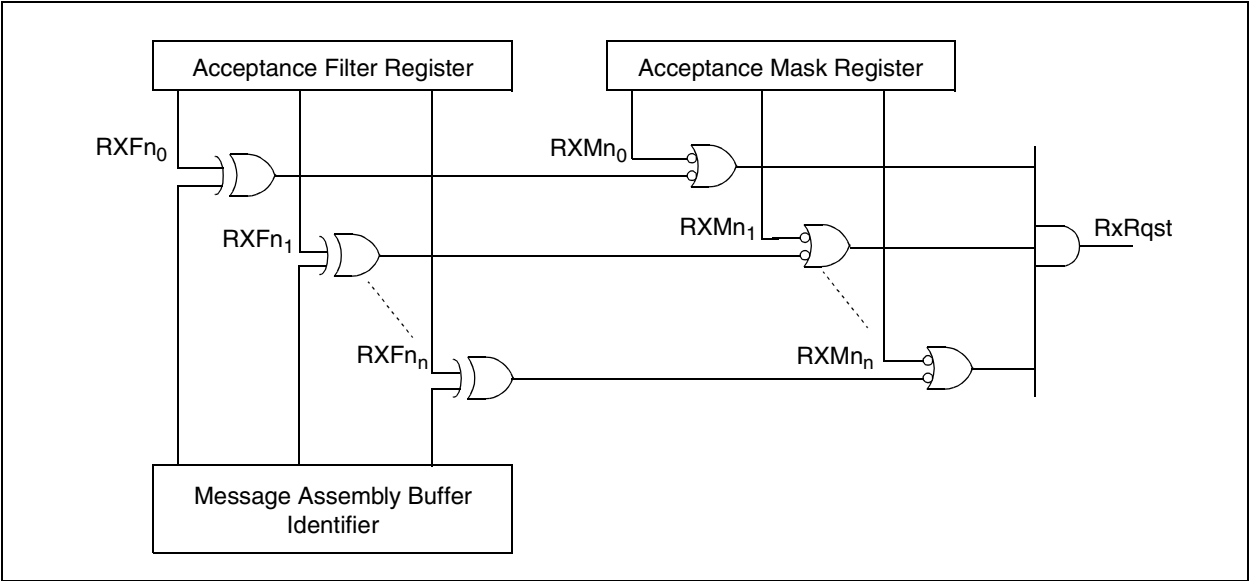 Acceptance Filter Register
Acceptance Mask Register
RXFn0
RXMn0
RXFn1
RXMn1
RxRqst
RXFnn
RXMnn
Message Assembly Buffer
Identifier